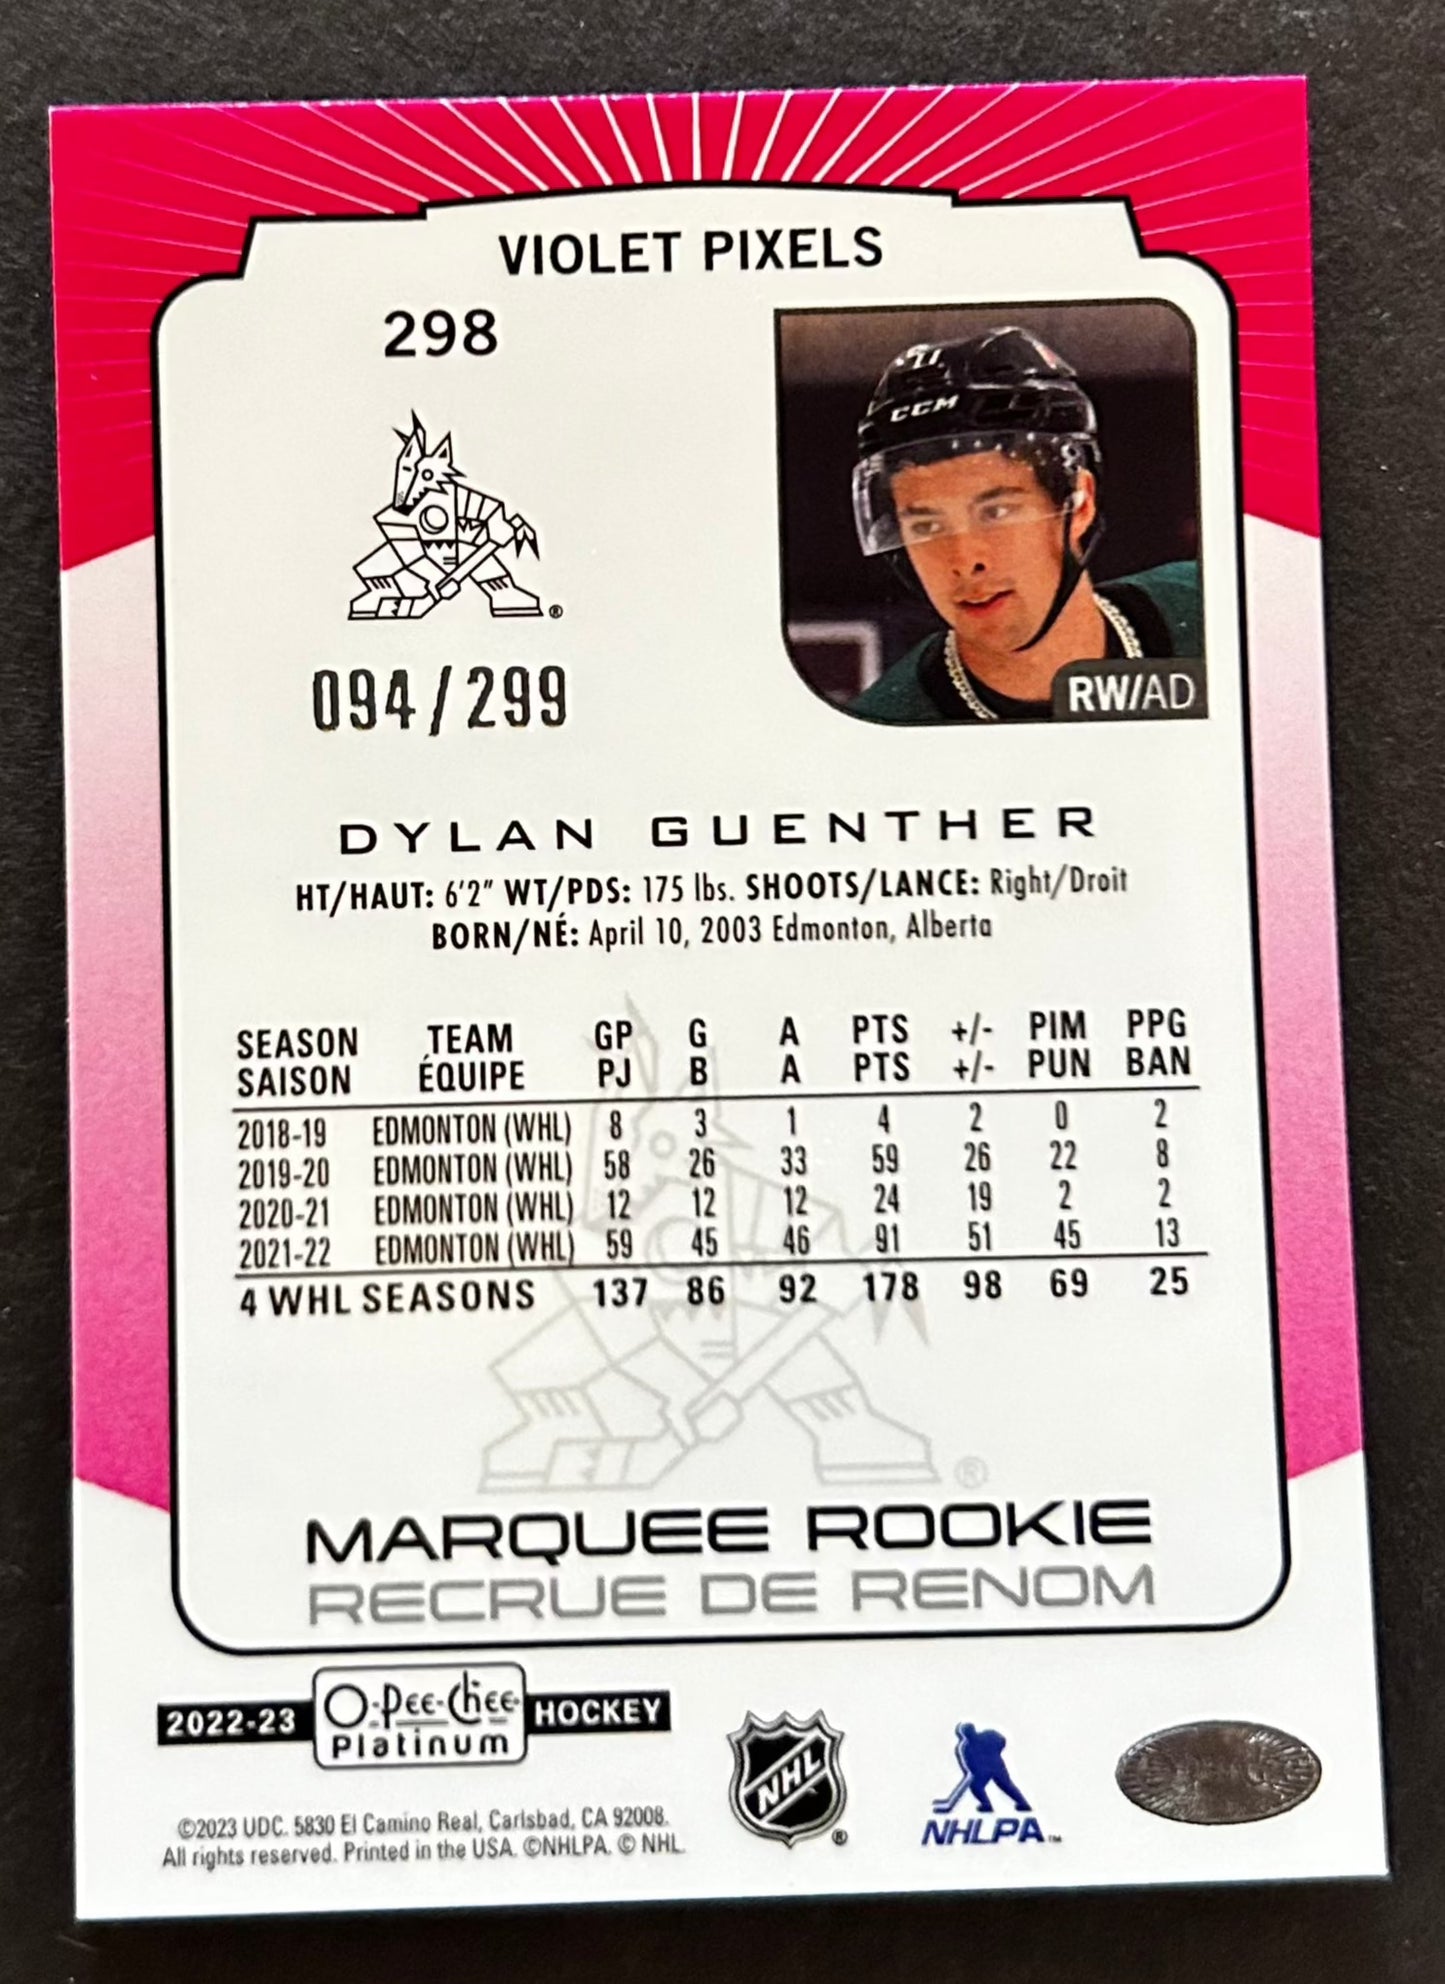 VIOLET PIXELS
298
®
094/299
11
CCM
RW/AD
DYLAN GUENTHER
HT/HAUT: 6'2" WT/PDS: 175 lbs. SHOOTS/LANCE: Right/Droit
BORN/NÉ: April 10, 2003 Edmonton, Alberta
SEASON TEAM GP G A PTS +/- PIM PPG
SAISON ÉQUIPE PJ B A PTS +/- PUN BAN
2018-19 EDMONTON (WHL) 8 3 1 4 2 0 2
2019-20 EDMONTON (WHL) 58 26 33 59 26 22 8
2020-21 EDMONTON (WHL) 12 12 12 24 19 2 2
2021-22 EDMONTON (WHL) 59 45 46 91 51 45 13
4 WHL SEASONS 137 86 92 178 98 69 25
®
MARQUEE ROOKIE
RECRUE DE RENOM
2022-23 O-Pee-Chee Platinum HOCKEY
©2023 UDC. 5830 El Camino Real, Carlsbad, CA 92008.
All rights reserved. Printed in the USA. ©NHLPA. © NHL.
NHL ®
NHLPA™